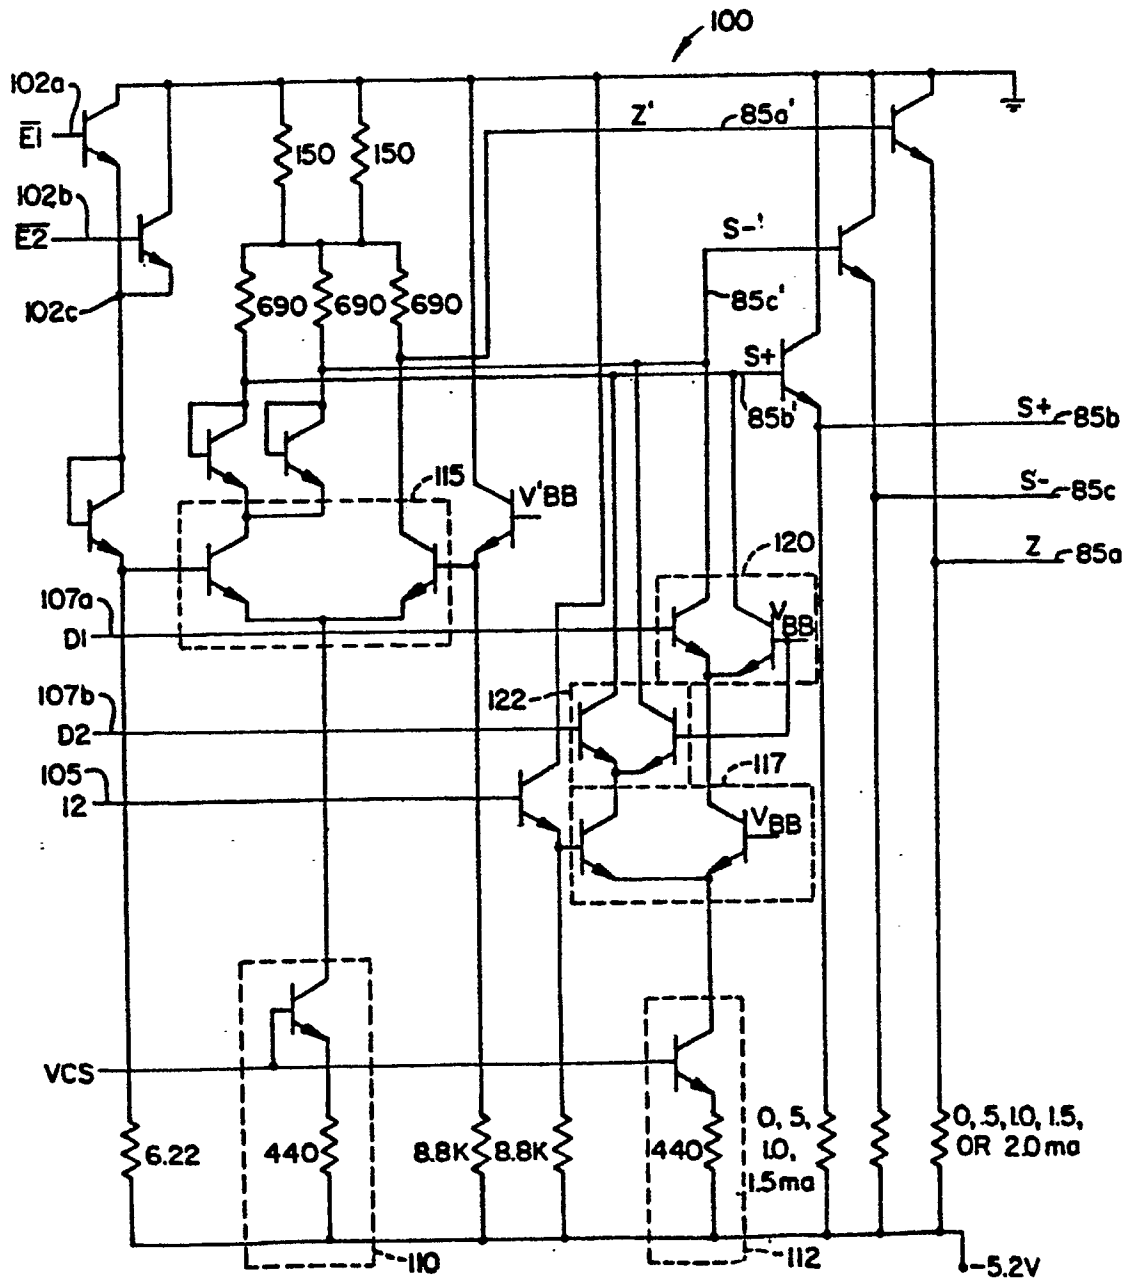 100
102a
E1
Z'
85a'
150
150
102b
E2
S-'
102c
690
690
690
85c'
S+
85b'
S+
85b
115
V'BB
S-
85c
120
Z
85a
107a
D1
VBB
107b
122
D2
105
117
I2
VBB
VCS
6.22
440
8.8K
8.8K
440
0, 5,
1.0,
1.5ma
0, .5, 1.0, 1.5,
OR 2.0 ma
110
112
-5.2V